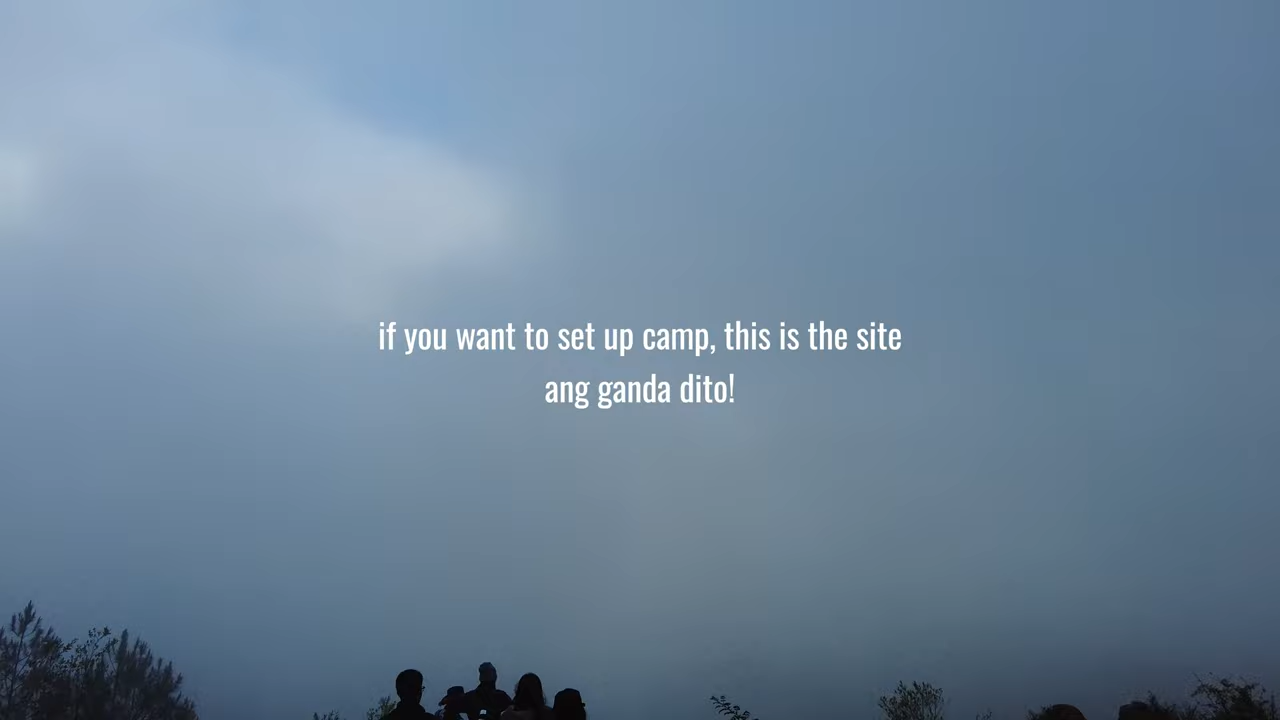 if you want to set up camp, this is the site
ang ganda dito!